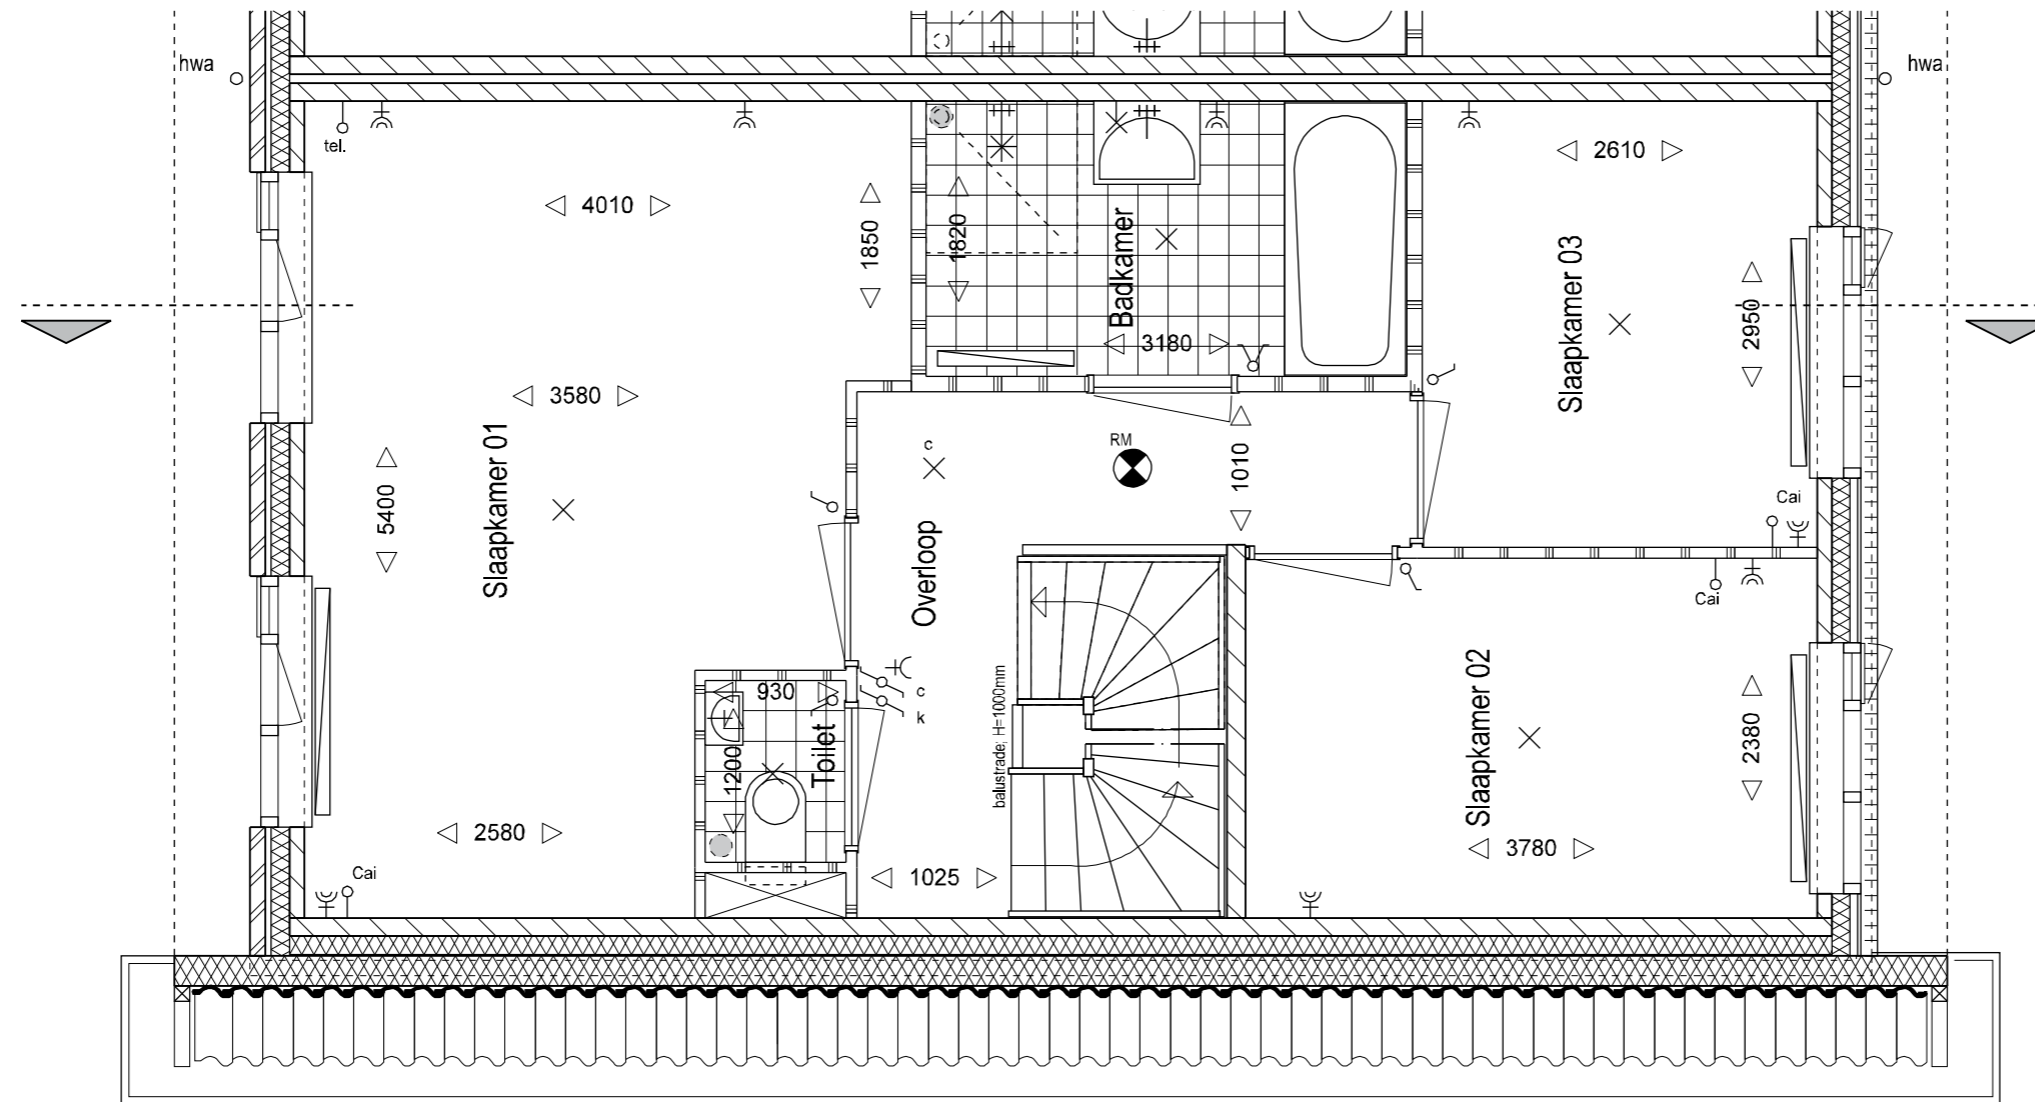 hwa
hwa
tel.
2610
4010
1850
1820
Badkamer
Slaapkamer 03
2950
3180
3580
Slaapkamer 01
c
RM
1010
5400
Cai
Overloop
Cai
Slaapkamer 02
930
c
k
Toilet
1200
balustrade; H=1000mm
2380
2580
3780
Cai
1025